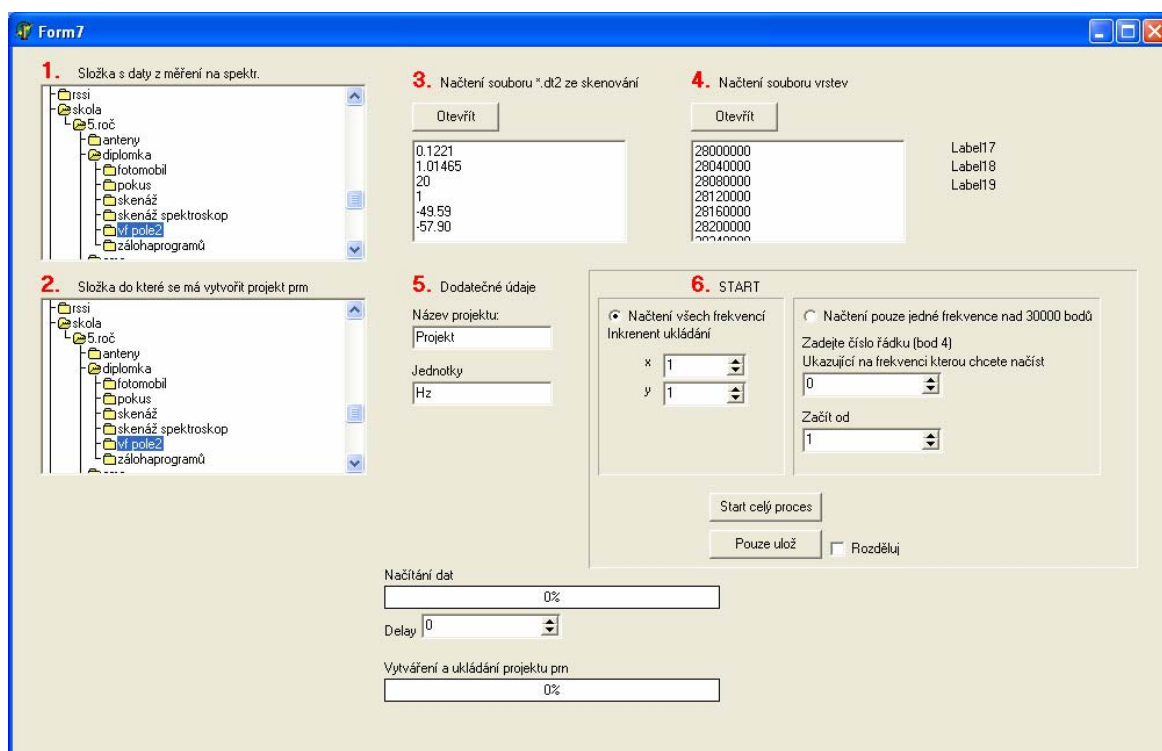 Form7
1. Složka s daty z měření na spektr.
rssi
skola
5.roč
anteny
diplomka
fotomobil
pokus
skenáž
skenáž spektroskop
vf pole2
zálohaprogramů
2. Složka do které se má vytvořit projekt prm
rssi
skola
5.roč
anteny
diplomka
fotomobil
pokus
skenáž
skenáž spektroskop
vf pole2
zálohaprogramů
3. Načtení souboru *.dt2 ze skenování
Otevřít
0.1221
1.01465
20
1
-49.59
-57.90
4. Načtení souboru vrstev
Otevřít
28000000
28040000
28080000
28120000
28160000
28200000
28240000
Label17
Label18
Label19
5. Dodatečné údaje
Název projektu:
Projekt
Jednotky
Hz
6. START
Načtení všech frekvencí
Inkrenent ukládání
x 1
y 1
Načtení pouze jedné frekvence nad 30000 bodů
Zadejte číslo řádku (bod 4)
Ukazující na frekvenci kterou chcete načíst
0
Začít od
1
Start celý proces
Pouze ulož
Rozděluj
Načítání dat
0%
Delay 0
Vytváření a ukládání projektu prn
0%